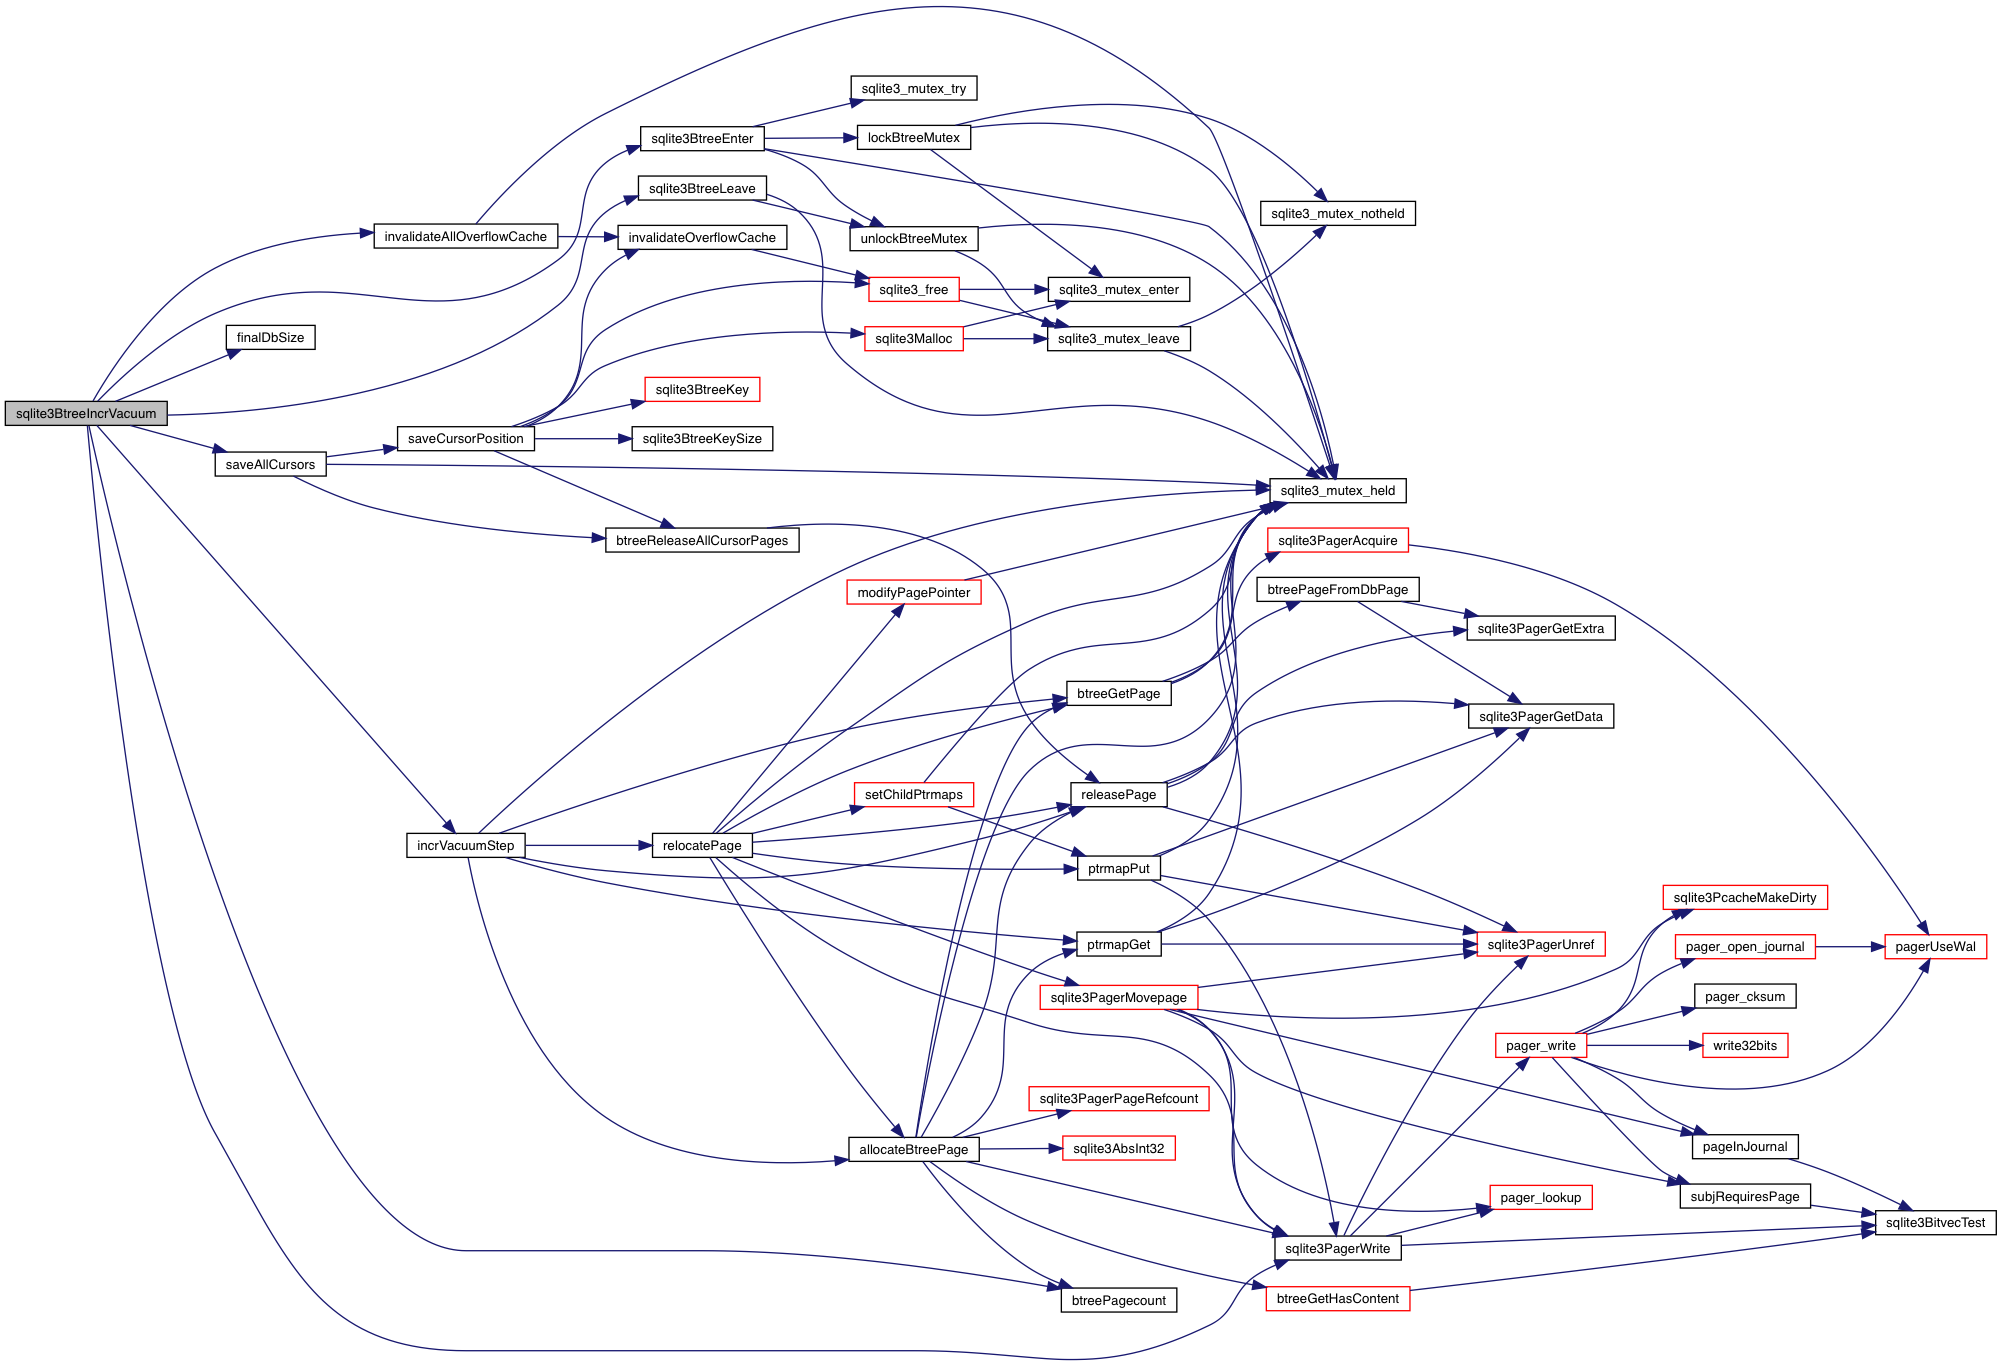 sqlite3_mutex_try
sqlite3BtreeEnter
lockBtreeMutex
sqlite3BtreeLeave
sqlite3_mutex_notheld
invalidateAllOverflowCache
invalidateOverflowCache
unlockBtreeMutex
sqlite3_free
sqlite3_mutex_enter
finalDbSize
sqlite3Malloc
sqlite3_mutex_leave
sqlite3BtreeKey
sqlite3BtreeIncrVacuum
saveCursorPosition
sqlite3BtreeKeySize
saveAllCursors
sqlite3_mutex_held
btreeReleaseAllCursorPages
sqlite3PagerAcquire
modifyPagePointer
btreePageFromDbPage
sqlite3PagerGetExtra
btreeGetPage
sqlite3PagerGetData
setChildPtrmaps
releasePage
incrVacuumStep
relocatePage
ptrmapPut
sqlite3PcacheMakeDirty
ptrmapGet
sqlite3PagerUnref
pager_open_journal
pagerUseWal
sqlite3PagerMovepage
pager_cksum
pager_write
write32bits
sqlite3PagerPageRefcount
allocateBtreePage
sqlite3AbsInt32
pageInJournal
pager_lookup
subjRequiresPage
sqlite3BitvecTest
sqlite3PagerWrite
btreePagecount
btreeGetHasContent